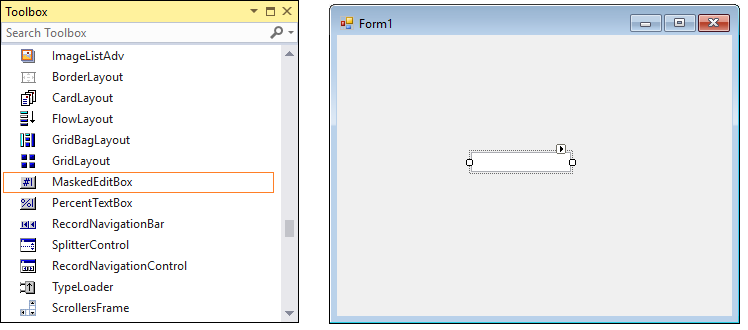 Toolbox
Search Toolbox
ImageListAdv
BorderLayout
CardLayout
FlowLayout
GridBagLayout
GridLayout
MaskedEditBox
PercentTextBox
RecordNavigationBar
SplitterControl
RecordNavigationControl
TypeLoader
ScrollersFrame
Form1